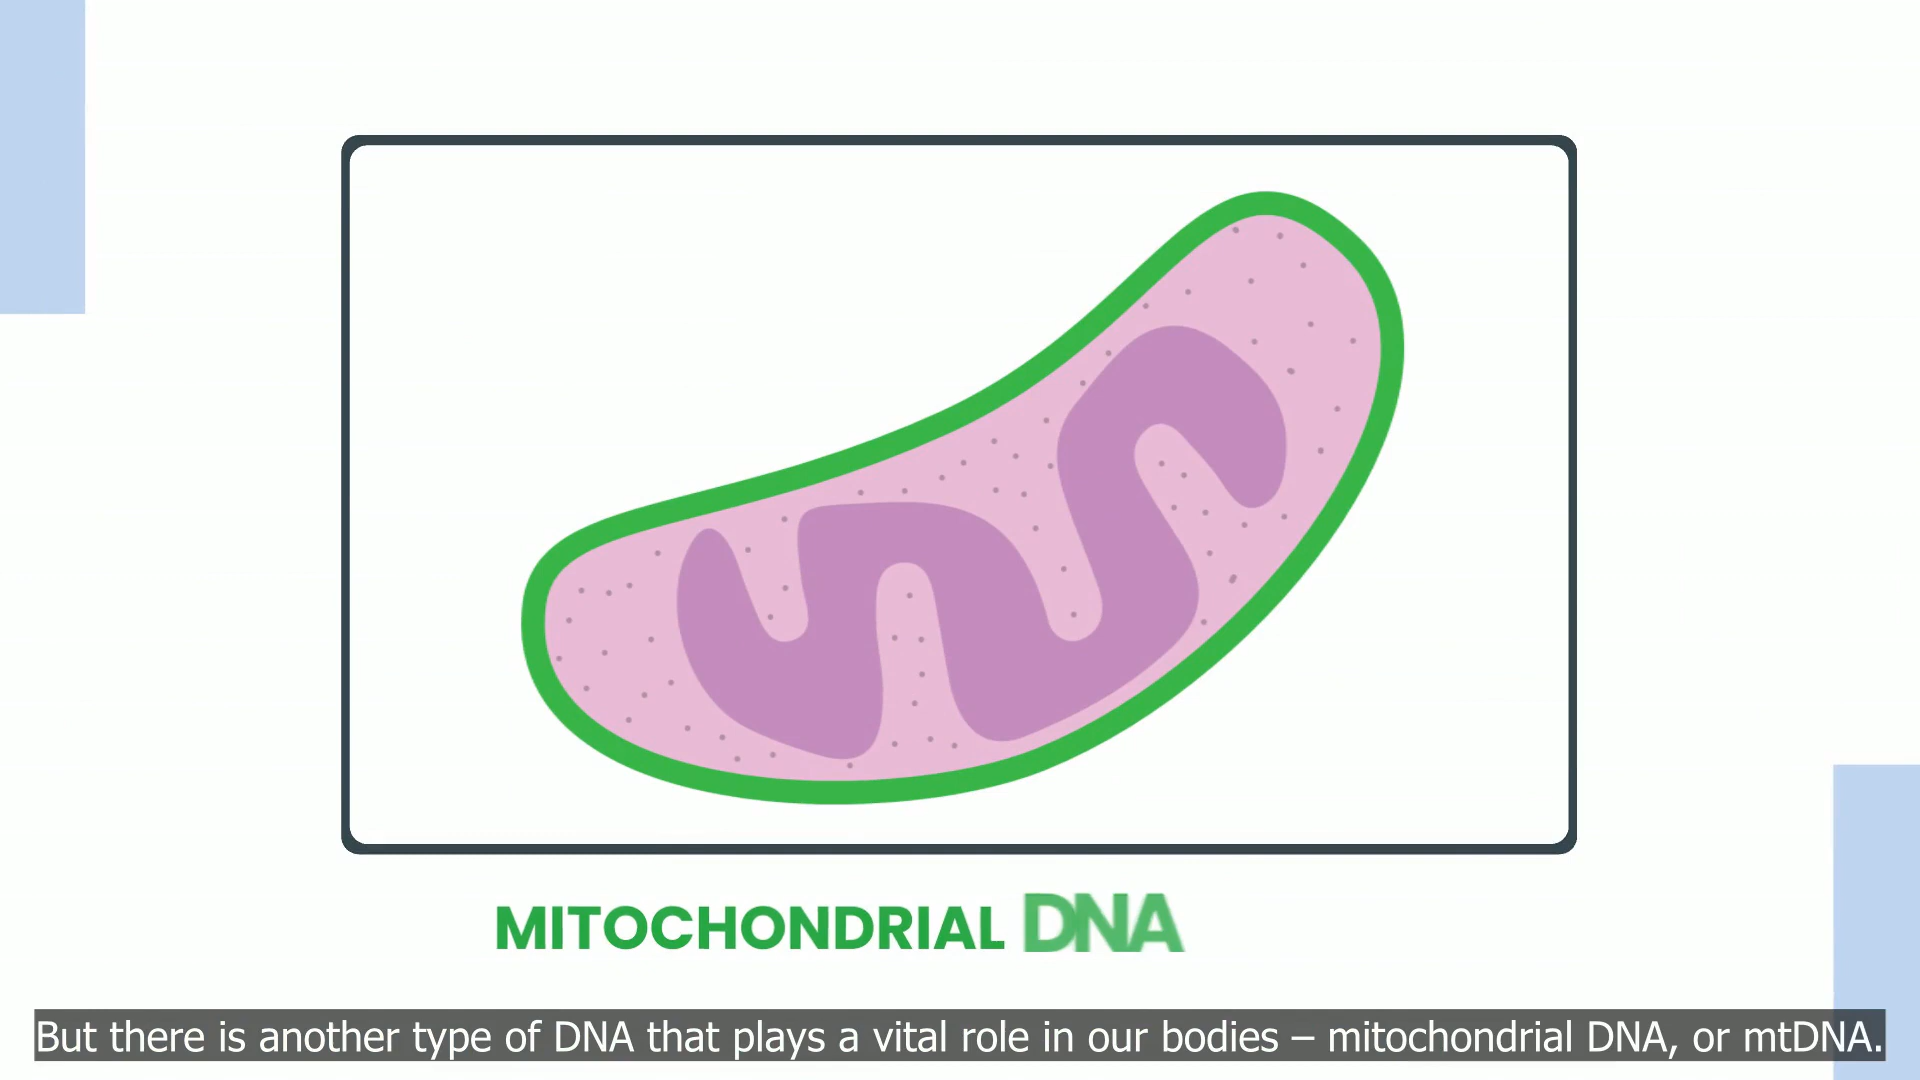 MITOCHONDRIAL DNA
But there is another type of DNA that plays a vital role in our bodies – mitochondrial DNA, or mtDNA.